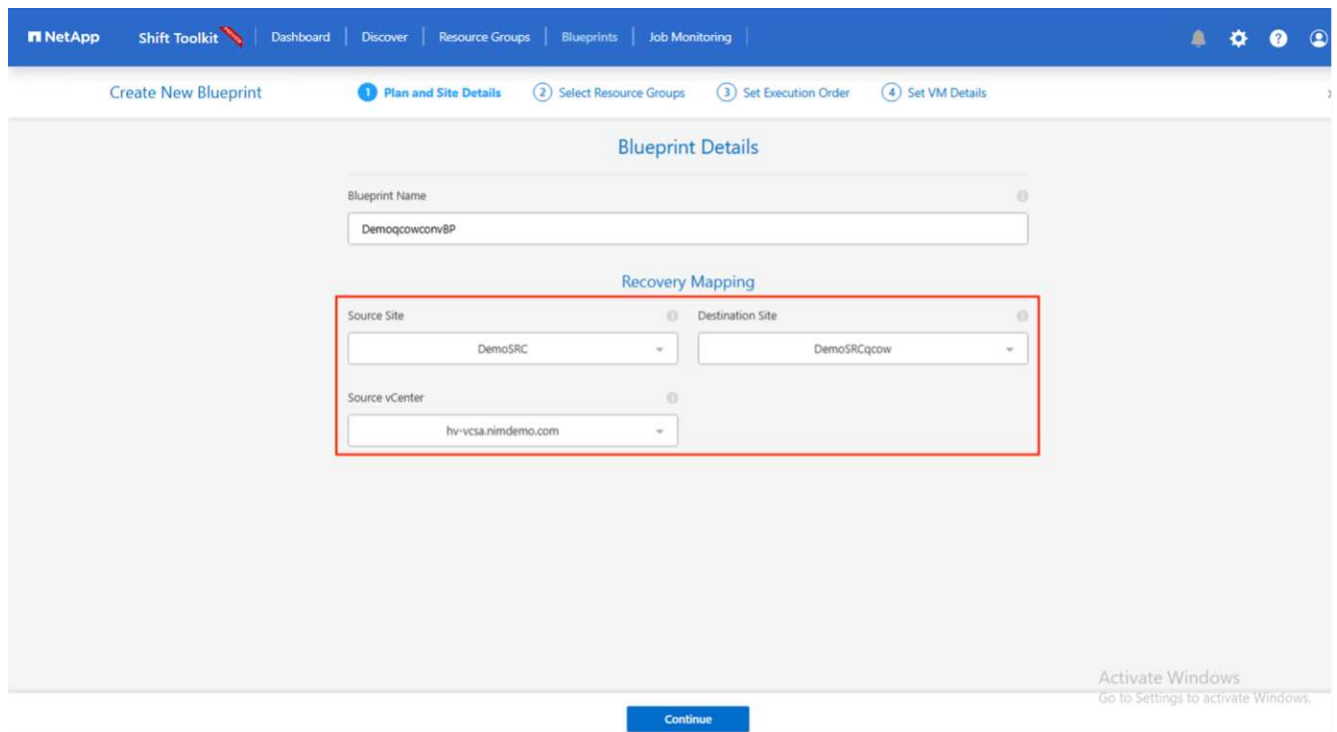 NetApp Shift Toolkit Dashboard Discover Resource Groups Blueprints Job Monitoring ?
Create New Blueprint 1 Plan and Site Details 2 Select Resource Groups 3 Set Execution Order 4 Set VM Details
Blueprint Details
Blueprint Name
DemoqcowconvBP
Recovery Mapping
Source Site Destination Site
DemoSRC DemoSRCqcow
Source vCenter
hv-vcsa.nimdemo.com
Activate Windows
Go to Settings to activate Windows.
Continue